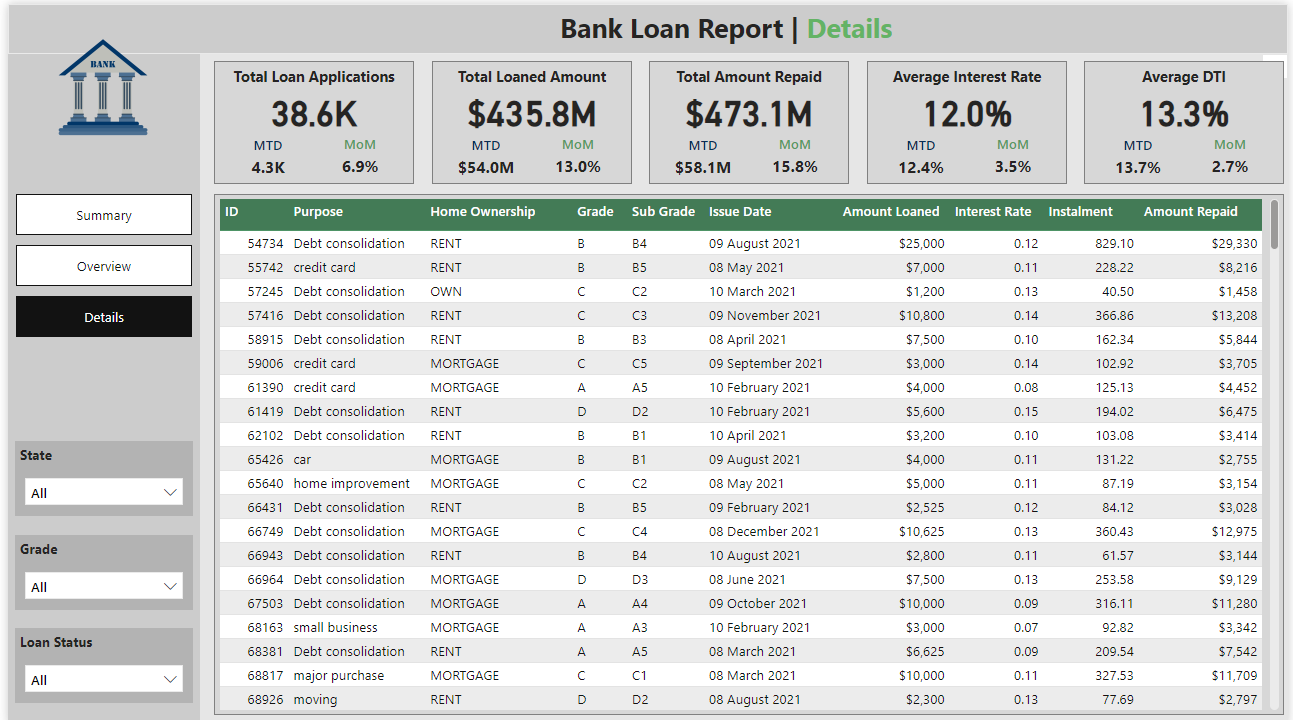 Bank Loan Report | Details
BANK
Total Loan Applications
38.6K
MTD MoM
4.3K 6.9%
Total Loaned Amount
$435.8M
MTD MoM
$54.0M 13.0%
Total Amount Repaid
$473.1M
MTD MoM
$58.1M 15.8%
Average Interest Rate
12.0%
MTD MoM
12.4% 3.5%
Average DTI
13.3%
MTD MoM
13.7% 2.7%
Summary
Overview
Details
State
All
Grade
All
Loan Status
All
ID Purpose Home Ownership Grade Sub Grade Issue Date Amount Loaned Interest Rate Instalment Amount Repaid
54734 Debt consolidation RENT B B4 09 August 2021 $25,000 0.12 829.10 $29,330
55742 credit card RENT B B5 08 May 2021 $7,000 0.11 228.22 $8,216
57245 Debt consolidation OWN C C2 10 March 2021 $1,200 0.13 40.50 $1,458
57416 Debt consolidation RENT C C3 09 November 2021 $10,800 0.14 366.86 $13,208
58915 Debt consolidation RENT B B3 08 April 2021 $7,500 0.10 162.34 $5,844
59006 credit card MORTGAGE C C5 09 September 2021 $3,000 0.14 102.92 $3,705
61390 credit card MORTGAGE A A5 10 February 2021 $4,000 0.08 125.13 $4,452
61419 Debt consolidation RENT D D2 10 February 2021 $5,600 0.15 194.02 $6,475
62102 Debt consolidation RENT B B1 10 April 2021 $3,200 0.10 103.08 $3,414
65426 car MORTGAGE B B1 09 August 2021 $4,000 0.11 131.22 $2,755
65640 home improvement MORTGAGE C C2 08 May 2021 $5,000 0.11 87.19 $3,154
66431 Debt consolidation RENT B B5 09 February 2021 $2,525 0.12 84.12 $3,028
66749 Debt consolidation MORTGAGE C C4 08 December 2021 $10,625 0.13 360.43 $12,975
66943 Debt consolidation RENT B B4 10 August 2021 $2,800 0.11 61.57 $3,144
66964 Debt consolidation MORTGAGE D D3 08 June 2021 $7,500 0.13 253.58 $9,129
67503 Debt consolidation MORTGAGE A A4 09 October 2021 $10,000 0.09 316.11 $11,280
68163 small business MORTGAGE A A3 10 February 2021 $3,000 0.07 92.82 $3,342
68381 Debt consolidation RENT A A5 08 March 2021 $6,625 0.09 209.54 $7,542
68817 major purchase MORTGAGE C C1 08 March 2021 $10,000 0.11 327.53 $11,709
68926 moving RENT D D2 08 August 2021 $2,300 0.13 77.69 $2,797